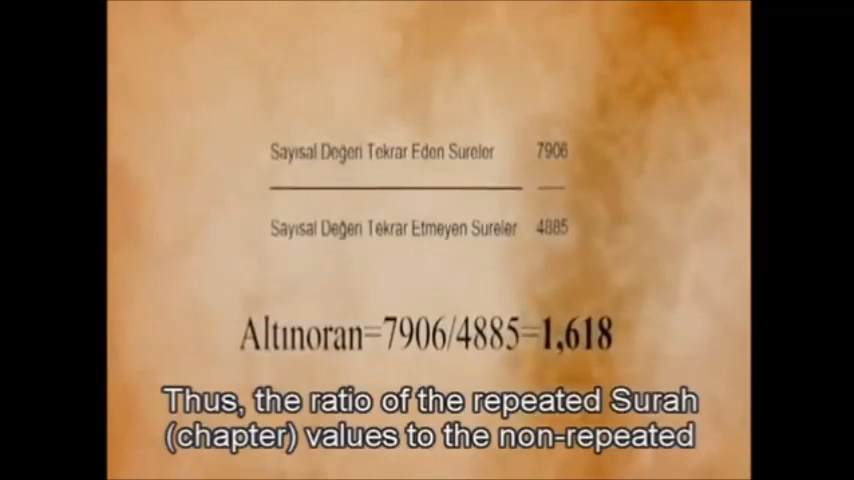 Sayısal Değeri Tekrar Eden Sureler 7906
Sayısal Değeri Tekrar Etmeyen Sureler 4885
Altınoran=7906/4885=1,618
Thus, the ratio of the repeated Surah
(chapter) values to the non-repeated